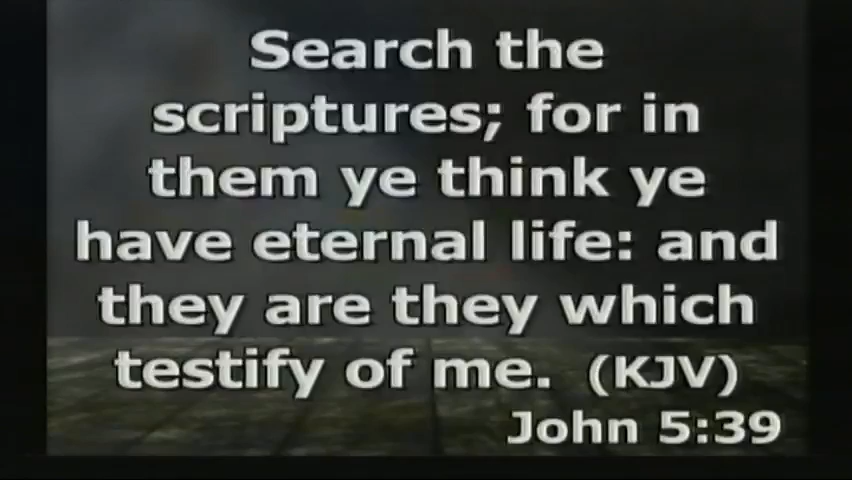 Search the
scriptures; for in
them ye think ye
have eternal life: and
they are they which
testify of me. (KJV)
John 5:39